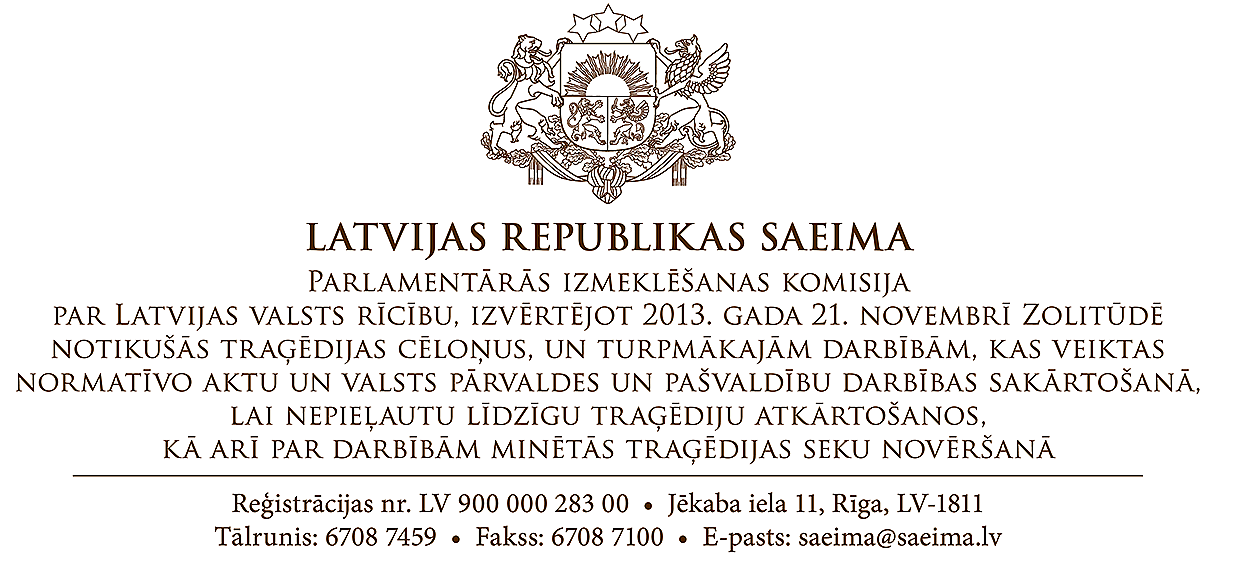 LATVIJAS REPUBLIKAS SAEIMA
PARLAMENTĀRĀS IZMEKLĒŠANAS KOMISIJA
PAR LATVIJAS VALSTS RĪCĪBU, IZVĒRTĒJOT 2013. GADA 21. NOVEMBRĪ ZOLITŪDĒ
NOTIKUŠĀS TRAĢĒDIJAS CĒLOŅUS, UN TURPMĀKAJĀM DARBĪBĀM, KAS VEIKTAS
NORMATĪVO AKTU UN VALSTS PĀRVALDES UN PAŠVALDĪBU DARBĪBAS SAKĀRTOŠANĀ,
LAI NEPIEĻAUTU LĪDZĪGU TRAĢĒDIJU ATKĀRTOŠANOS,
KĀ ARĪ PAR DARBĪBĀM MINĒTĀS TRAĢĒDIJAS SEKU NOVĒRŠANĀ
Reģistrācijas nr. LV 900 000 283 00 • Jēkaba iela 11, Rīga, LV-1811
Tālrunis: 6708 7459 • Fakss: 6708 7100 • E-pasts: saeima@saeima.lv